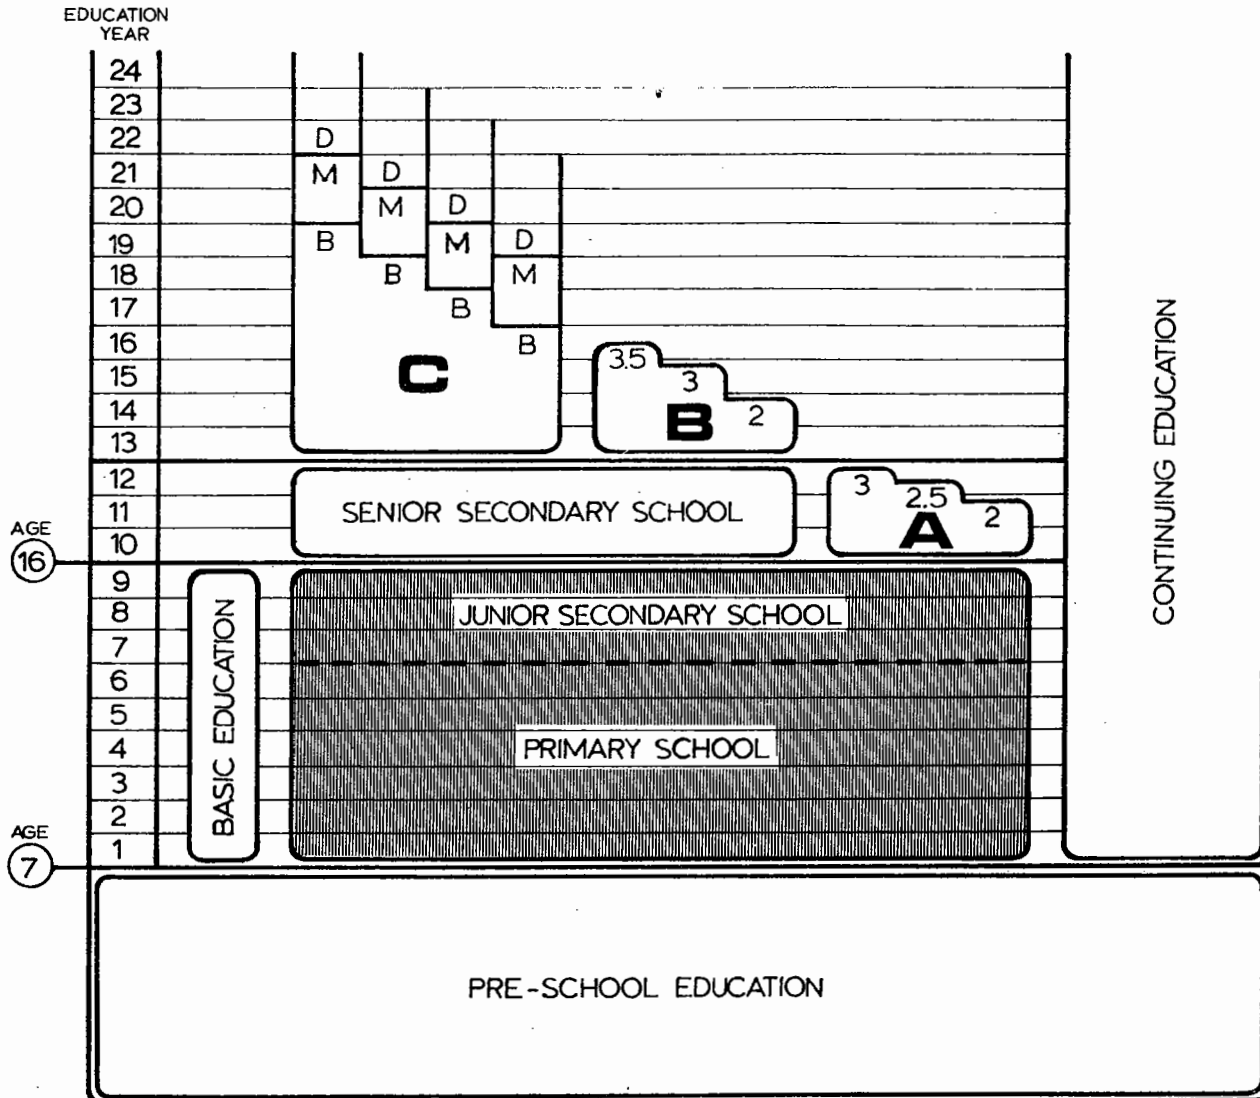 EDUCATION
YEAR
24
23
22
21
20
19
18
17
16
15
14
13
12
11
10
9
8
7
6
5
4
3
2
1
AGE
16
AGE
7
D
M
B
D
M
B
D
M
B
D
M
B
C
3.5
3
2
B
SENIOR SECONDARY SCHOOL
3
2.5
2
A
BASIC EDUCATION
JUNIOR SECONDARY SCHOOL
PRIMARY SCHOOL
CONTINUING EDUCATION
PRE-SCHOOL EDUCATION